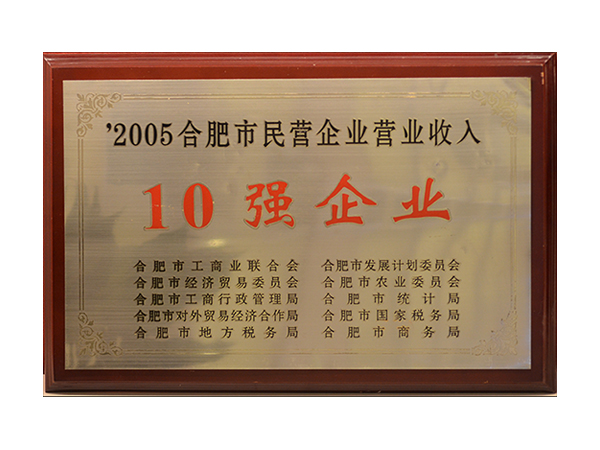 '2005合肥市民营企业营业收入
10强企业
合肥市工商业联合会 合肥市发展计划委员会
合肥市经济贸易委员会 合肥市农业委员会
合肥市工商行政管理局 合肥市统计局
合肥市对外贸易经济合作局 合肥市国家税务局
合肥市地方税务局 合肥市商务局